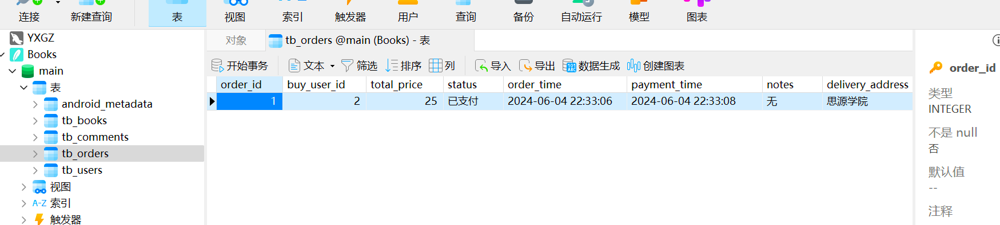 连接 新建查询 表 视图 索引 触发器 用户 查询 备份 自动运行 模型 图表
YXGZ
Books
main
表
android_metadata
tb_books
tb_comments
tb_orders
tb_users
视图
A-Z 索引
触发器
对象 tb_orders @main (Books) - 表
开始事务 文本 筛选 排序 列 导入 导出 数据生成 创建图表
order_id buy_user_id total_price status order_time payment_time notes delivery_address
1 2 25 已支付 2024-06-04 22:33:06 2024-06-04 22:33:08 无 思源学院
order_id
类型
INTEGER
不是 null
否
默认值
--
注释